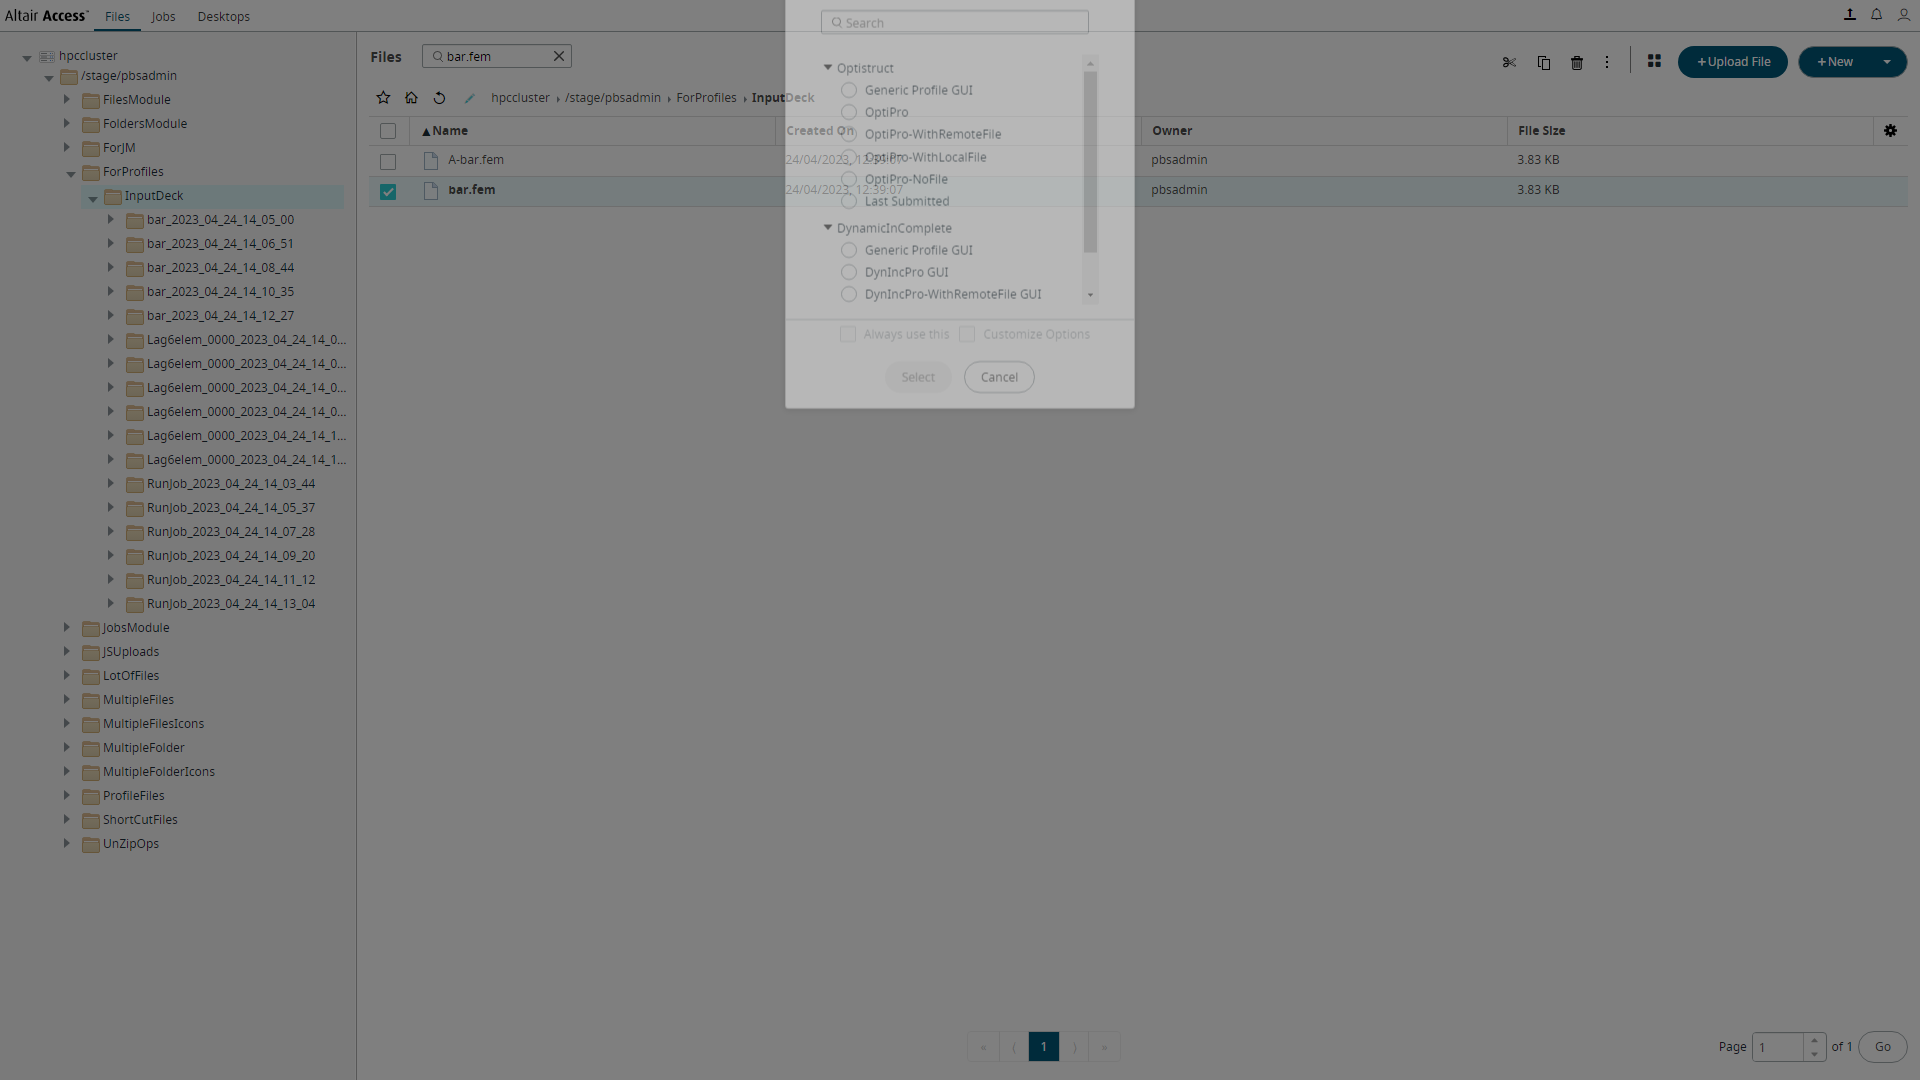 Altair Access™ Files Jobs Desktops
hpccluster
/stage/pbsadmin
FilesModule
FoldersModule
ForJM
ForProfiles
InputDeck
bar_2023_04_24_14_05_00
bar_2023_04_24_14_06_51
bar_2023_04_24_14_08_44
bar_2023_04_24_14_10_35
bar_2023_04_24_14_12_27
Lag6elem_0000_2023_04_24_14_0...
Lag6elem_0000_2023_04_24_14_0...
Lag6elem_0000_2023_04_24_14_0...
Lag6elem_0000_2023_04_24_14_0...
Lag6elem_0000_2023_04_24_14_1...
Lag6elem_0000_2023_04_24_14_1...
RunJob_2023_04_24_14_03_44
RunJob_2023_04_24_14_05_37
RunJob_2023_04_24_14_07_28
RunJob_2023_04_24_14_09_20
RunJob_2023_04_24_14_11_12
RunJob_2023_04_24_14_13_04
JobsModule
JSUploads
LotOfFiles
MultipleFiles
MultipleFilesIcons
MultipleFolder
MultipleFolderIcons
ProfileFiles
ShortCutFiles
UnZipOps
Files bar.fem
+Upload File +New
hpccluster › /stage/pbsadmin › ForProfiles › InputDeck
Name Created On Owner File Size
A-bar.fem 24/04/2023, 12:39:07 pbsadmin 3.83 KB
bar.fem 24/04/2023, 12:39:07 pbsadmin 3.83 KB
Search
Optistruct
Generic Profile GUI
OptiPro
OptiPro-WithRemoteFile
OptiPro-WithLocalFile
OptiPro-NoFile
Last Submitted
DynamicInComplete
Generic Profile GUI
DynIncPro GUI
DynIncPro-WithRemoteFile GUI
Always use this Customize Options
Select Cancel
« ⟨ 1 ⟩ »
Page 1 of 1 Go